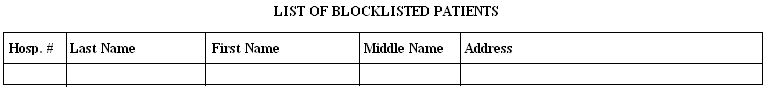 LIST OF BLOCKLISTED PATIENTS
Hosp. # Last Name First Name Middle Name Address